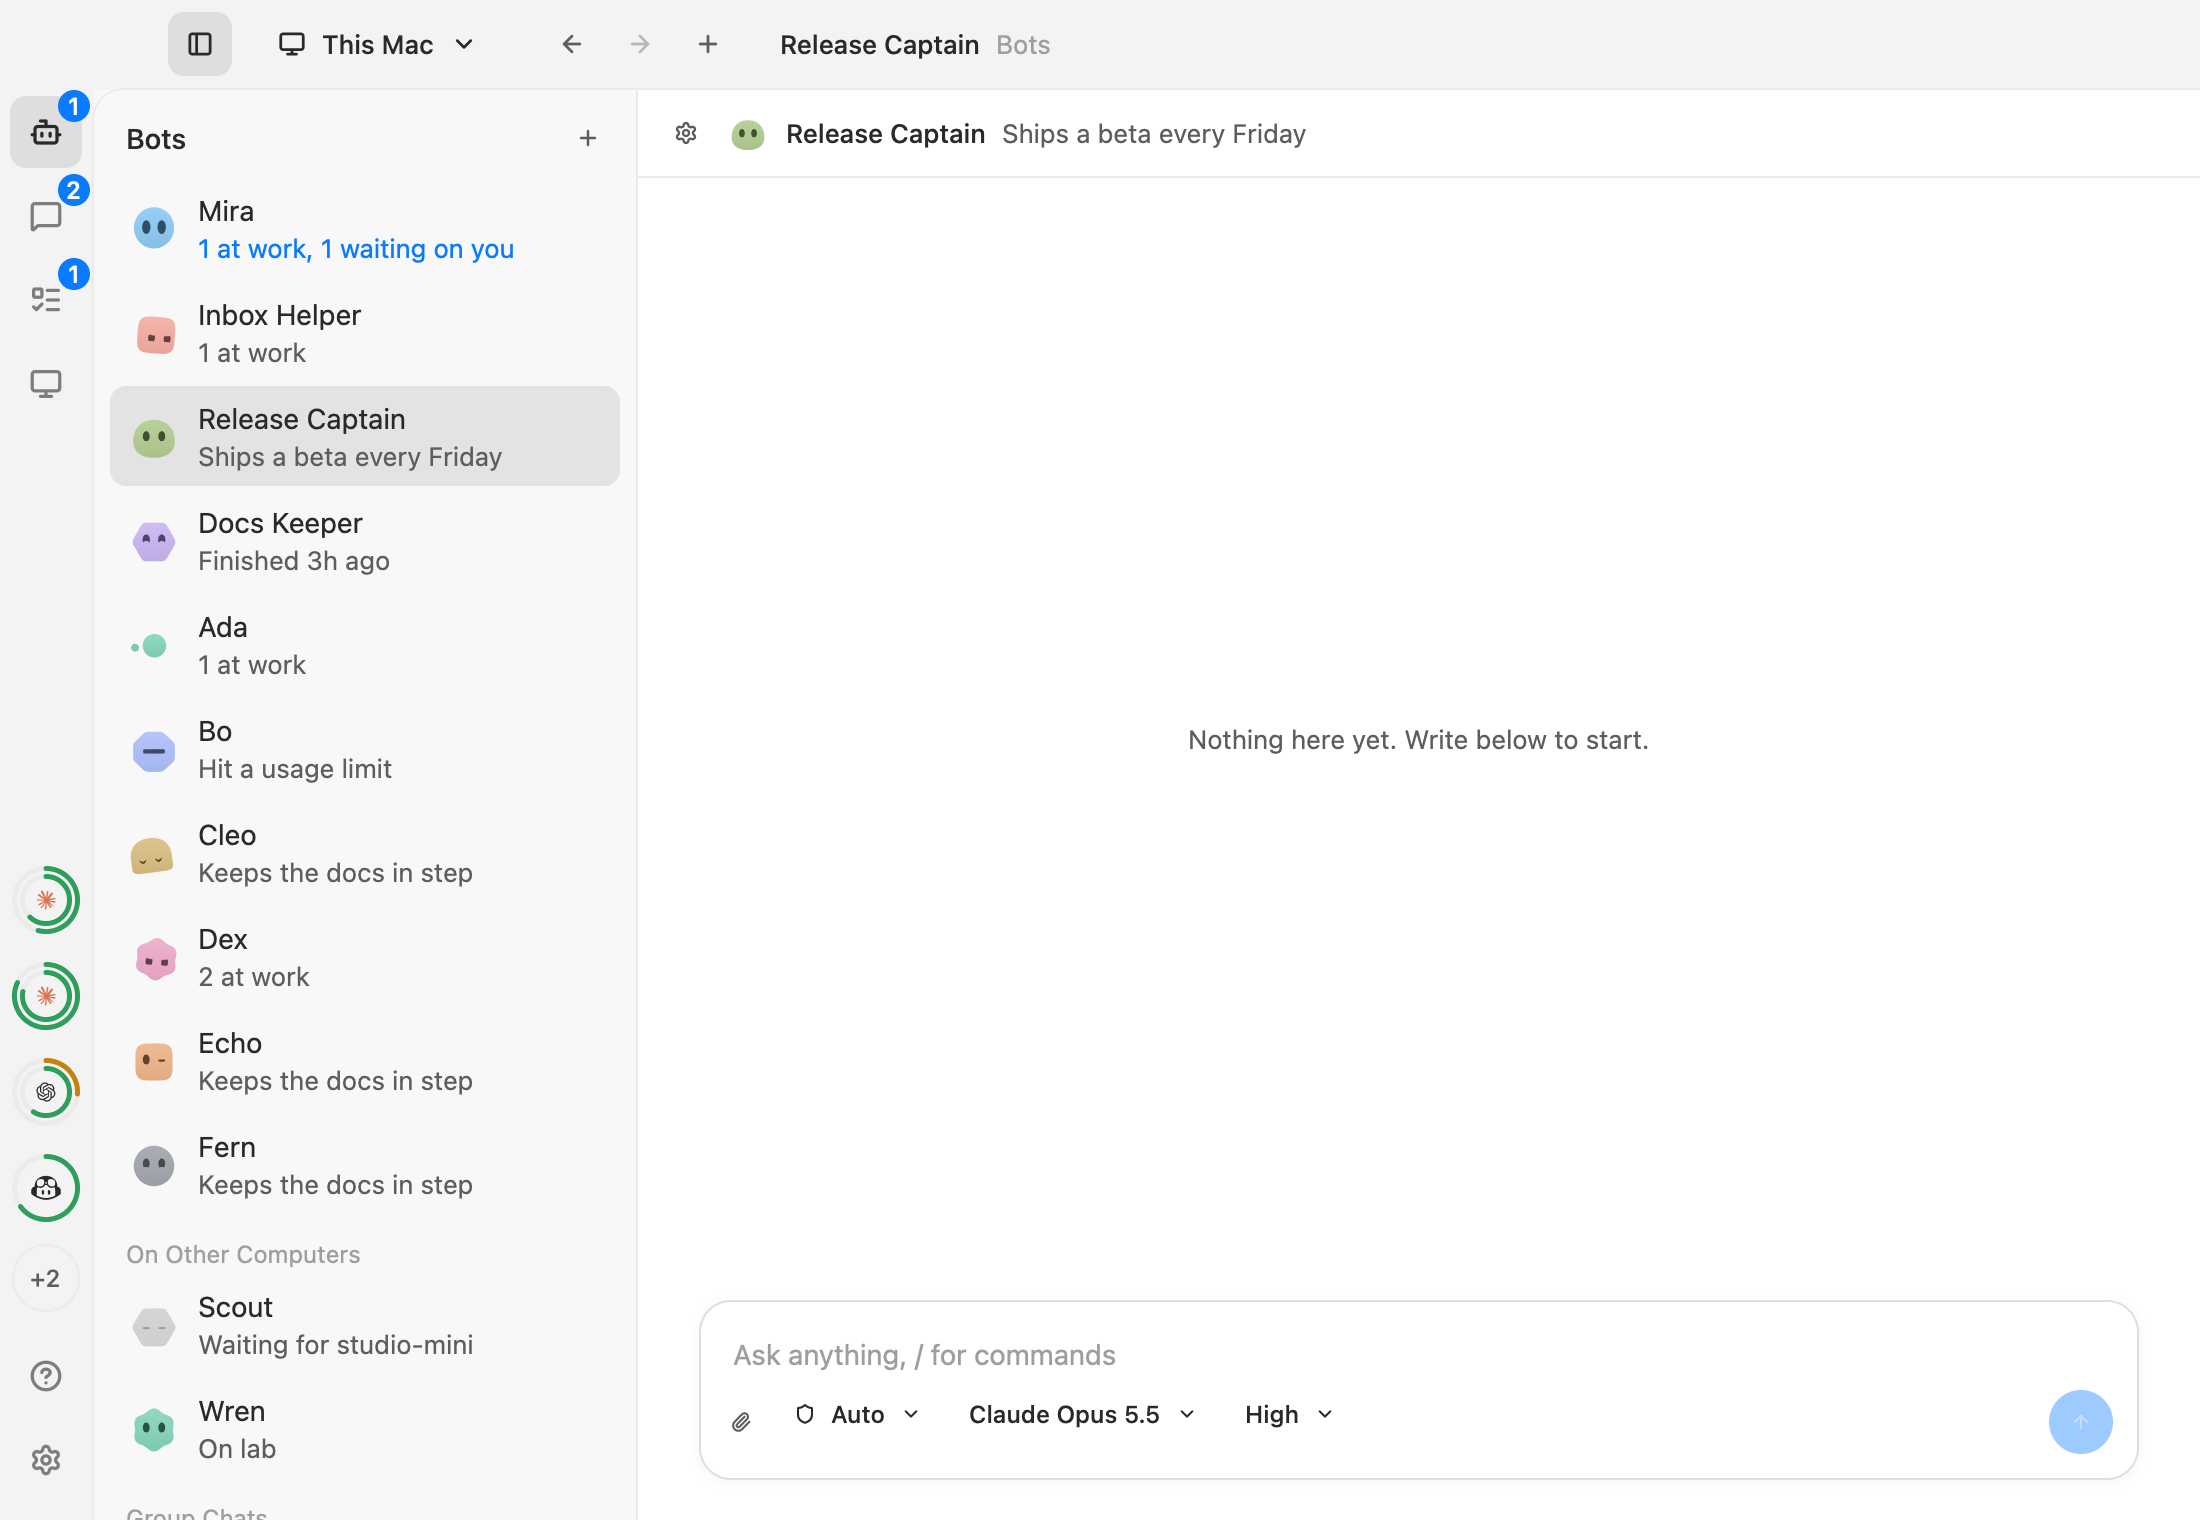 This Mac
Release Captain Bots
1
2
1
Bots
Mira
1 at work, 1 waiting on you
Inbox Helper
1 at work
Release Captain
Ships a beta every Friday
Docs Keeper
Finished 3h ago
Ada
1 at work
Bo
Hit a usage limit
Cleo
Keeps the docs in step
Dex
2 at work
Echo
Keeps the docs in step
Fern
Keeps the docs in step
On Other Computers
Scout
Waiting for studio-mini
Wren
On lab
Group Chats
+2
Release Captain Ships a beta every Friday
Nothing here yet. Write below to start.
Ask anything, / for commands
Auto
Claude Opus 5.5
High